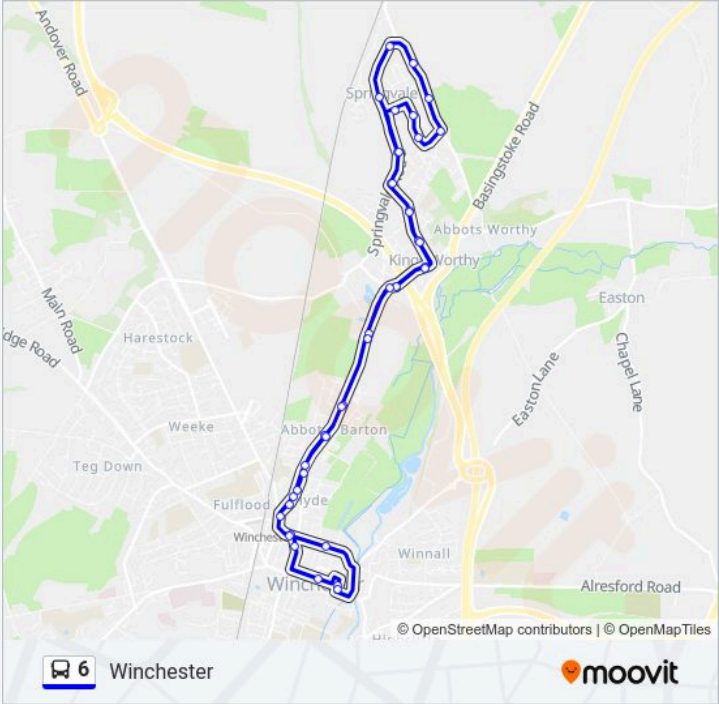 Andover Road
Springvale
Basingstoke Road
Springvale
Abbots Worthy
Kings Worthy
Easton
Main Road
Harestock
dge Road
Chapel Lane
Easton Lane
Weeke
Abbots Barton
Teg Down
Fulflood
Hyde
Winchester
Winnall
Winchester
Alresford Road
© OpenStreetMap contributors | © OpenMapTiles
6 Winchester
moovit